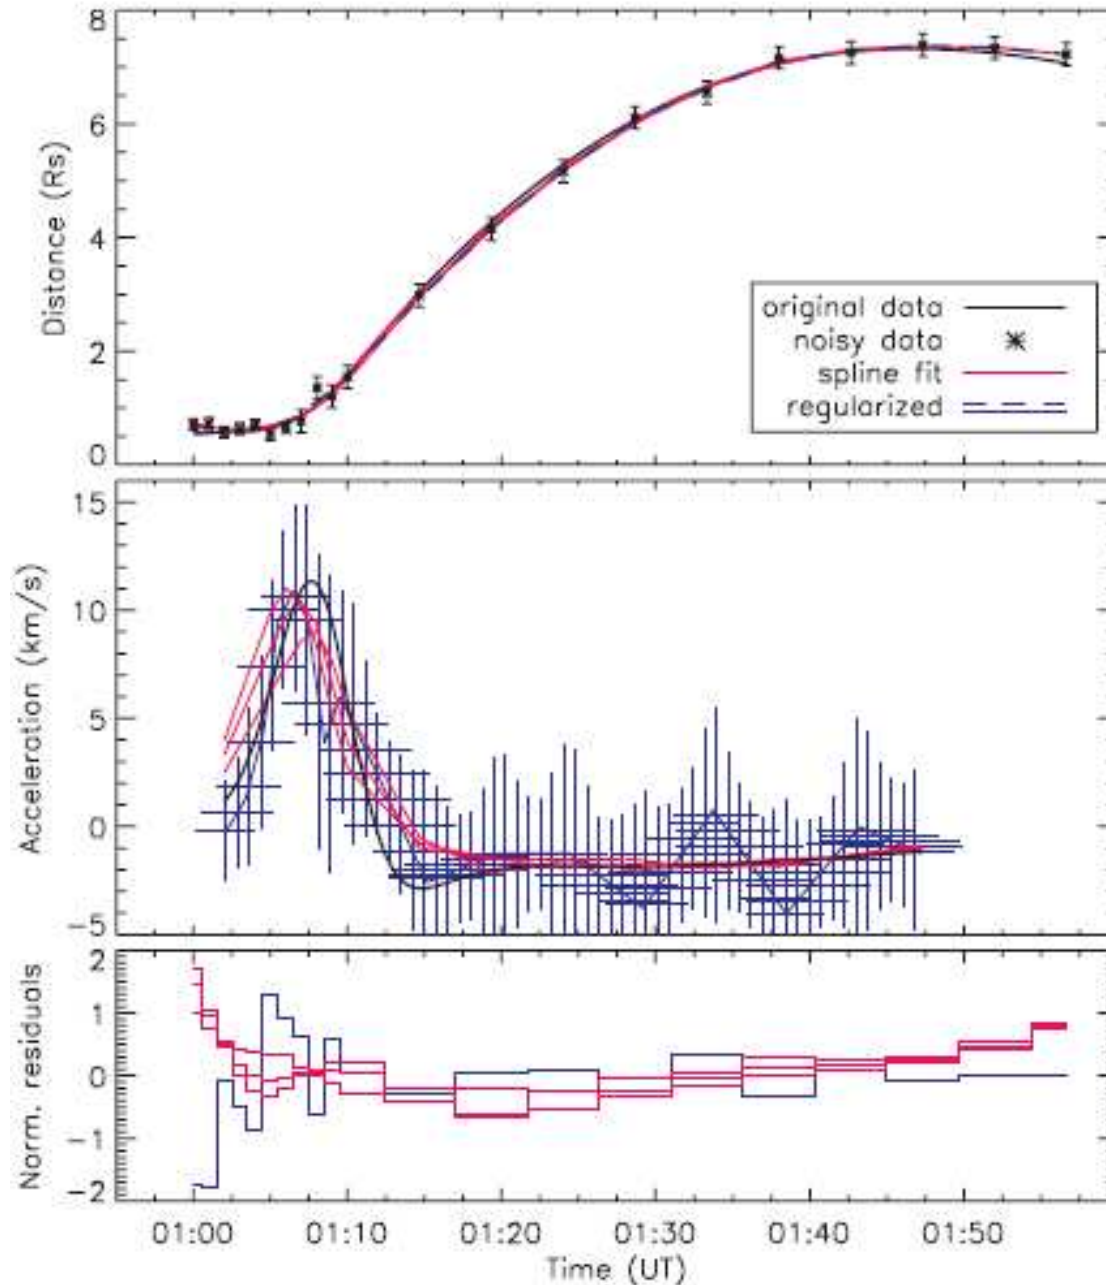 8
6
4
2
0
Distance (Rs)
original data
noisy data
spline fit
regularized
15
10
5
0
-5
Acceleration (km/s)
2
1
0
-1
-2
Norm. residuals
01:00 01:10 01:20 01:30 01:40 01:50
Time (UT)